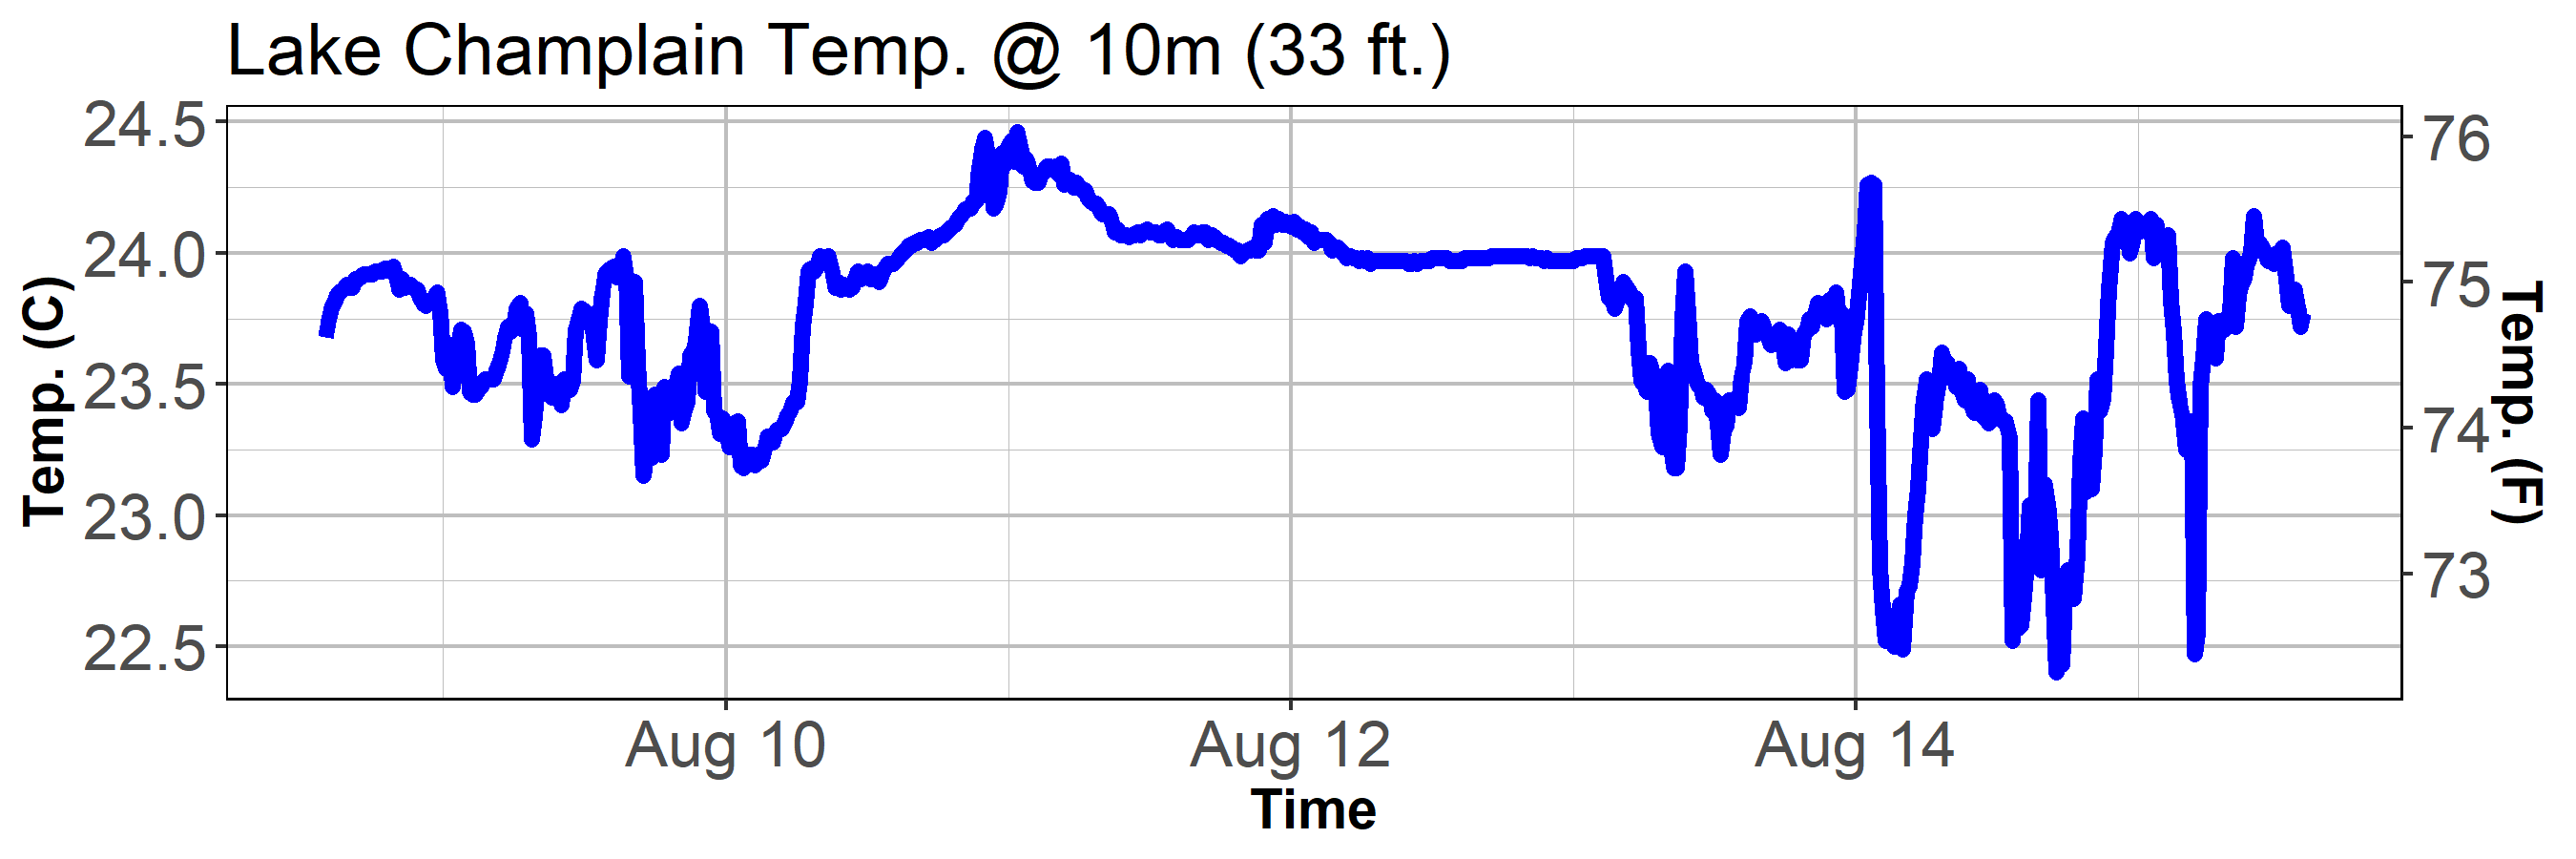 Lake Champlain Temp. @ 10m (33 ft.)
24.5
24.0
23.5
23.0
22.5
Temp. (C)
76
75
74
73
Temp. (F)
Aug 10
Aug 12
Aug 14
Time